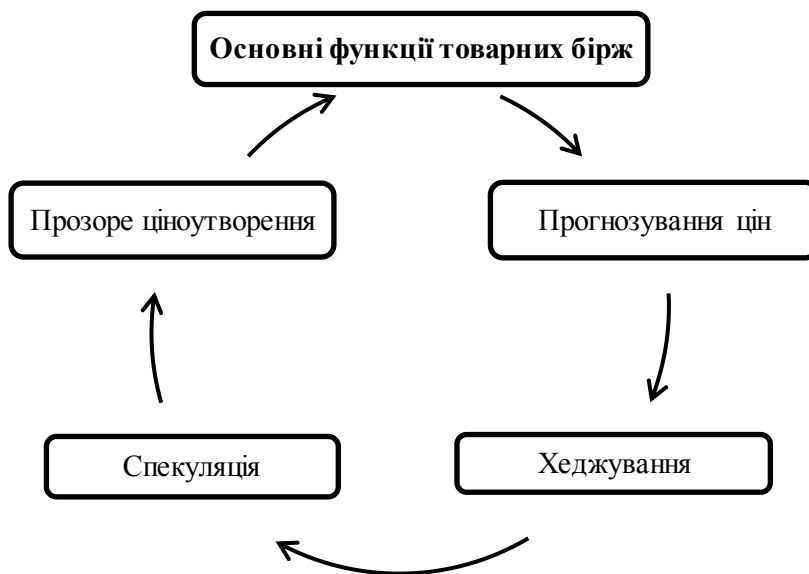 Основні функції товарних бірж
Прозоре ціноутворення
Прогнозування цін
Спекуляція
Хеджування